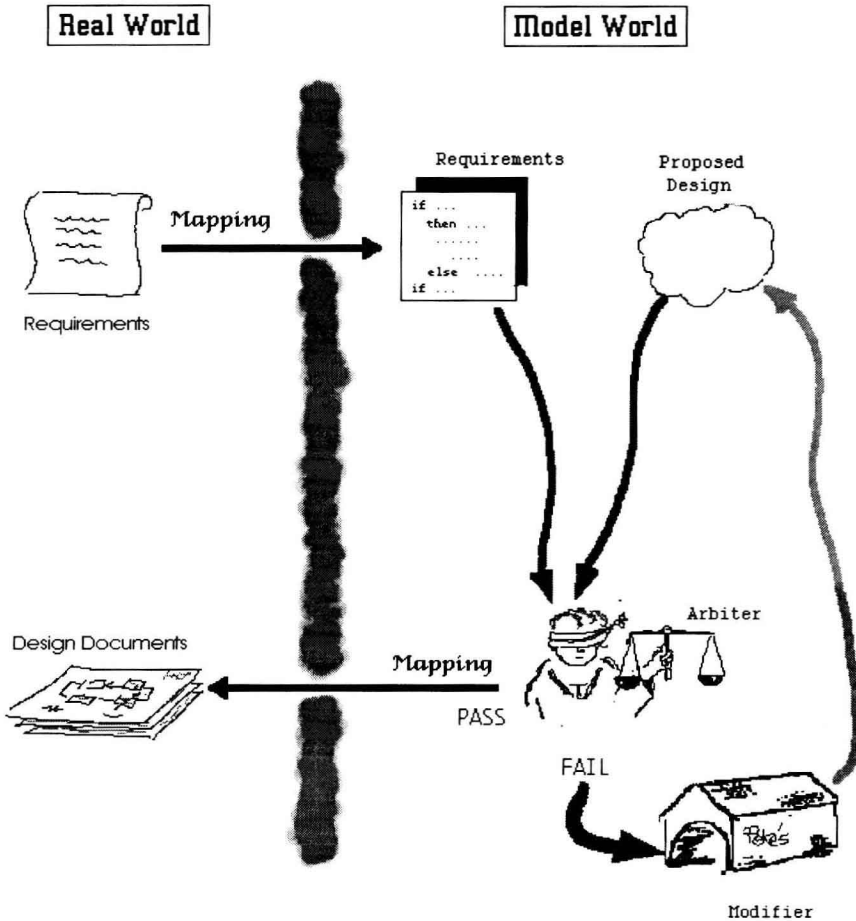 Real World
Model World
Requirements
Proposed
Design
if ...
then ...
......
....
else ....
if ...
Mapping
Requirements
Arbiter
Design Documents
Mapping
PASS
FAIL
Modifier